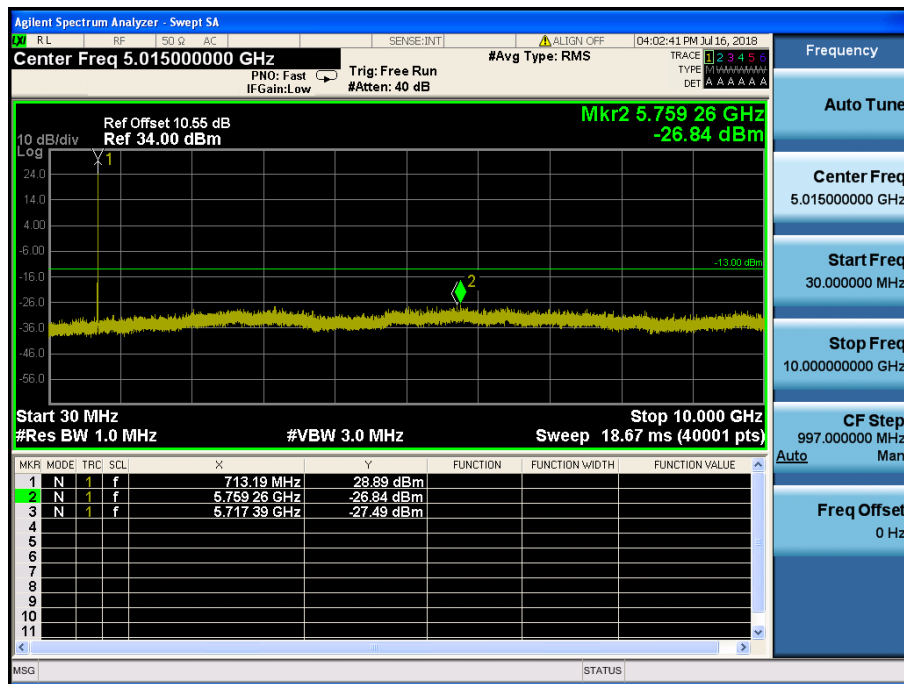 Agilent Spectrum Analyzer - Swept SA
LXI RL RF 50 Ω AC SENSE:INT ALIGN OFF 04:02:41 PM Jul 16, 2018
Center Freq 5.015000000 GHz #Avg Type: RMS TRACE 1 2 3 4 5 6
PNO: Fast Trig: Free Run TYPE M WWWWW
IFGain:Low #Atten: 40 dB DET A A A A A A
Mkr2 5.759 26 GHz
-26.84 dBm
Ref Offset 10.55 dB
10 dB/div Ref 34.00 dBm
Log
1
24.0
14.0
4.00
-6.00
-13.00 dBm
-16.0
2
-26.0
-36.0
-46.0
-56.0
Start 30 MHz Stop 10.000 GHz
#Res BW 1.0 MHz #VBW 3.0 MHz Sweep 18.67 ms (40001 pts)
MKR MODE TRC SCL X Y FUNCTION FUNCTION WIDTH FUNCTION VALUE
1 N 1 f 713.19 MHz 28.89 dBm
2 N 1 f 5.759 26 GHz -26.84 dBm
3 N 1 f 5.717 39 GHz -27.49 dBm
4
5
6
7
8
9
10
11
MSG STATUS
Frequency
Auto Tune
Center Freq
5.015000000 GHz
Start Freq
30.000000 MHz
Stop Freq
10.000000000 GHz
CF Step
997.000000 MHz
Auto Man
Freq Offset
0 Hz